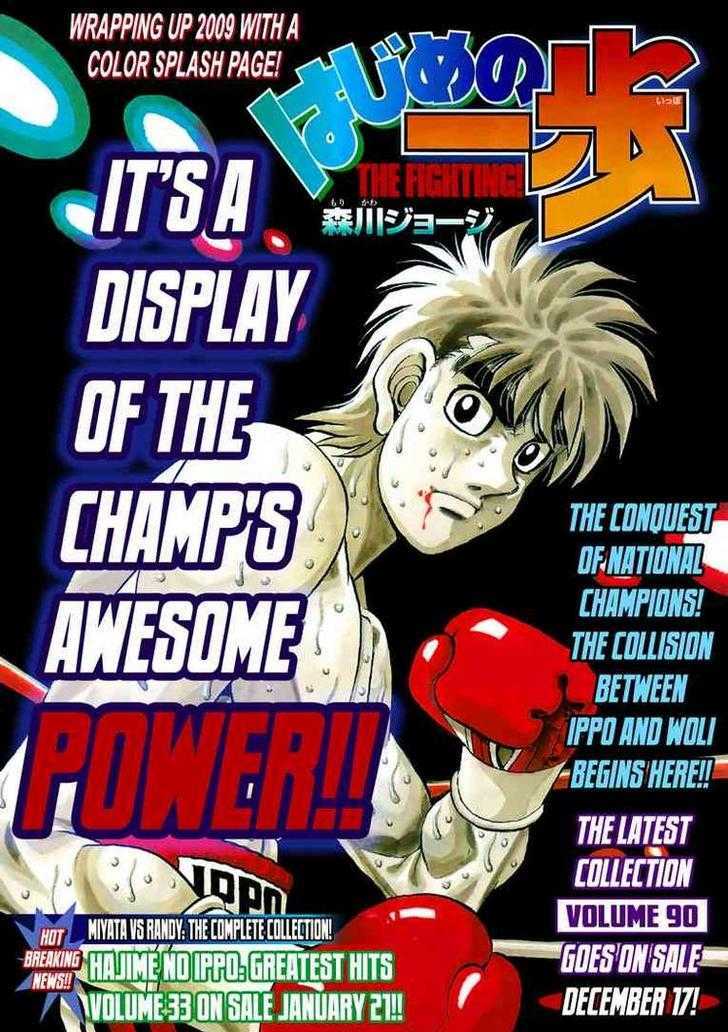 WRAPPING UP 2009 WITH A
COLOR SPLASH PAGE!
はじめの
一歩
いっぽ
THE FIGHTING!
もり かわ
森川ジョージ
IT'S A
DISPLAY
OF THE
CHAMP'S
AWESOME
POWER!!
THE CONQUEST
OF NATIONAL
CHAMPIONS!
THE COLLISION
BETWEEN
IPPO AND WOLI
BEGINS HERE!!
THE LATEST
COLLECTION
VOLUME 90
GOES ON SALE
DECEMBER 17!
IPPO
HOT
BREAKING
NEWS!!
MIYATA VS RANDY: THE COMPLETE COLLECTION!
HAJIME NO IPPO: GREATEST HITS
VOLUME 33 ON SALE JANUARY 21!!